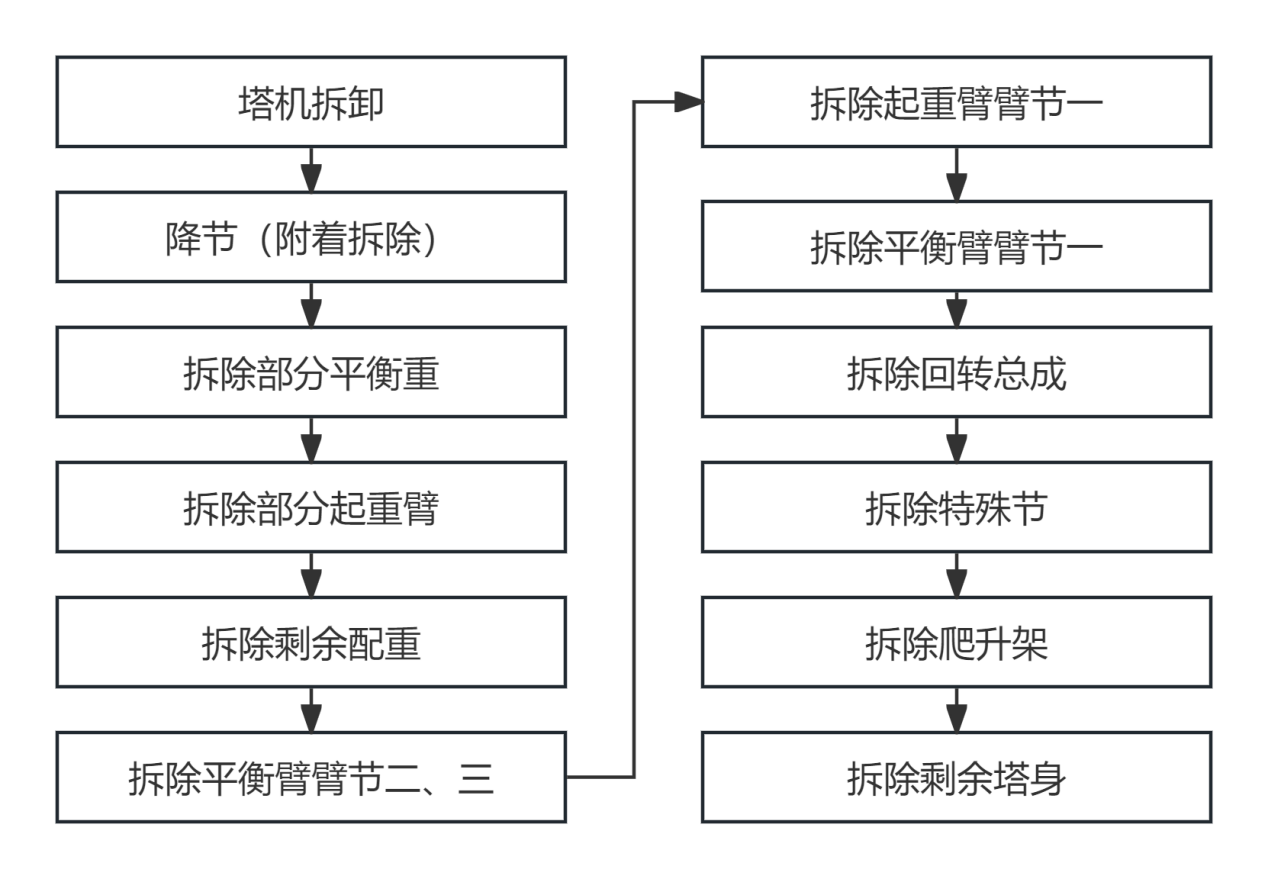 塔机拆卸
降节（附着拆除）
拆除部分平衡重
拆除部分起重臂
拆除剩余配重
拆除平衡臂臂节二、三
拆除起重臂臂节一
拆除平衡臂臂节一
拆除回转总成
拆除特殊节
拆除爬升架
拆除剩余塔身